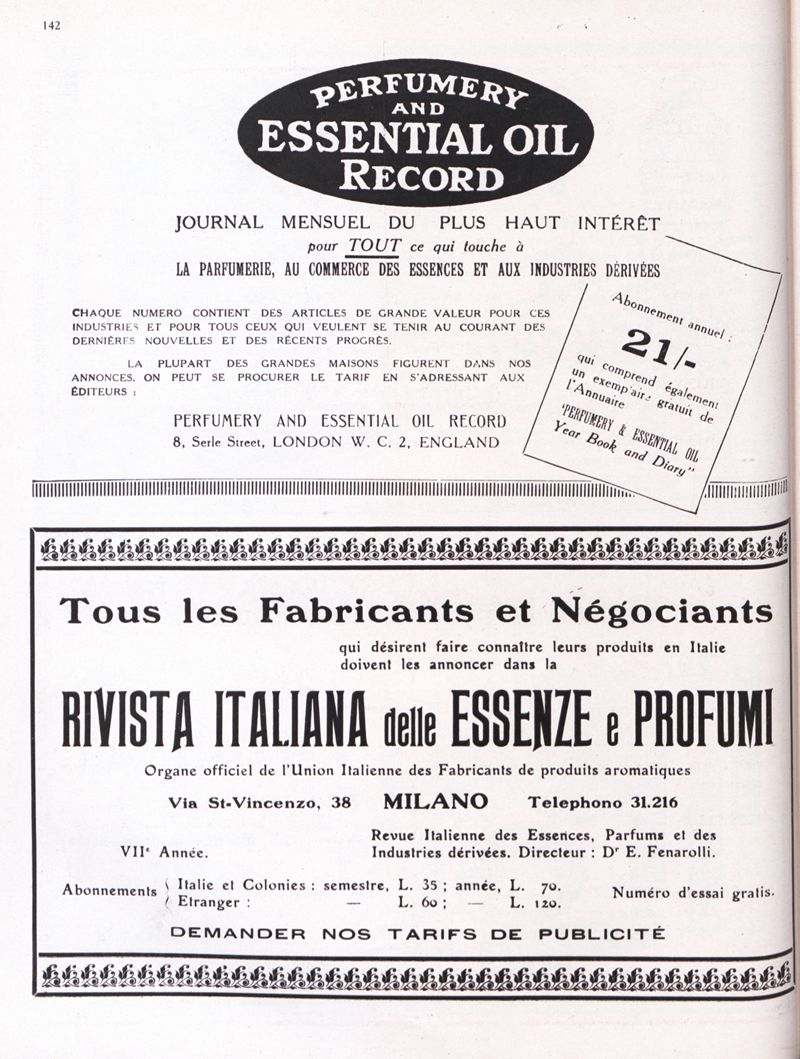 142
PERFUMERY
AND
ESSENTIAL OIL
RECORD
JOURNAL MENSUEL DU PLUS HAUT INTÉRÊT
pour TOUT ce qui touche à
LA PARFUMERIE, AU COMMERCE DES ESSENCES ET AUX INDUSTRIES DÉRIVÉES
CHAQUE NUMERO CONTIENT DES ARTICLES DE GRANDE VALEUR POUR CES
INDUSTRIES ET POUR TOUS CEUX QUI VEULENT SE TENIR AU COURANT DES
DERNIÈRES NOUVELLES ET DES RÉCENTS PROGRÈS.
LA PLUPART DES GRANDES MAISONS FIGURENT DANS NOS
ANNONCES. ON PEUT SE PROCURER LE TARIF EN S'ADRESSANT AUX
ÉDITEURS :
PERFUMERY AND ESSENTIAL OIL RECORD
8, Serle Street, LONDON W. C. 2, ENGLAND
Abonnement annuel :
21/-
qui comprend également
un exemplaire gratuit de
l'Annuaire
"PERFUMERY & ESSENTIAL OIL
Year Book and Diary"
Tous les Fabricants et Négociants
qui désirent faire connaître leurs produits en Italie
doivent les annoncer dans la
RIVISTA ITALIANA delle ESSENZE e PROFUMI
Organe officiel de l'Union Italienne des Fabricants de produits aromatiques
Via St-Vincenzo, 38 MILANO Telephono 31.216
VIIe Année.
Revue Italienne des Essences, Parfums et des
Industries dérivées. Directeur : Dr E. Fenarolli.
Abonnements
Italie et Colonies : semestre, L. 35 ; année, L. 70.
Etranger : — L. 60 ; — L. 120.
Numéro d'essai gratis.
DEMANDER NOS TARIFS DE PUBLICITÉ